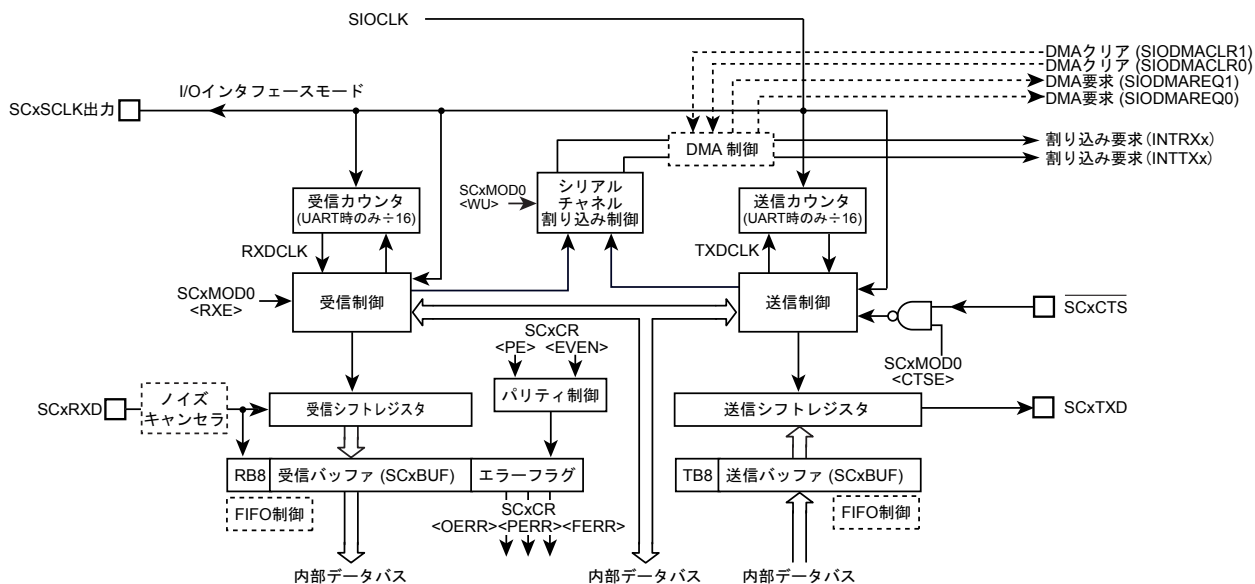 SIOCLK
DMAクリア (SIODMACLR1)
DMAクリア (SIODMACLR0)
DMA要求 (SIODMAREQ1)
DMA要求 (SIODMAREQ0)
I/Oインタフェースモード
SCxSCLK出力
DMA 制御
割り込み要求 (INTRXx)
割り込み要求 (INTTXx)
受信カウンタ
(UART時のみ÷16)
SCxMOD0
<WU>
シリアル
チャネル
割り込み制御
送信カウンタ
(UART時のみ÷16)
RXDCLK
TXDCLK
SCxMOD0
<RXE>
受信制御
送信制御
SCxCTS
SCxCR
<PE> <EVEN>
SCxMOD0
<CTSE>
SCxRXD
ノイズ
キャンセラ
受信シフトレジスタ
パリティ制御
送信シフトレジスタ
SCxTXD
RB8
受信バッファ (SCxBUF)
エラーフラグ
TB8
送信バッファ (SCxBUF)
FIFO制御
SCxCR
<OERR><PERR><FERR>
FIFO制御
内部データバス
内部データバス
内部データバス